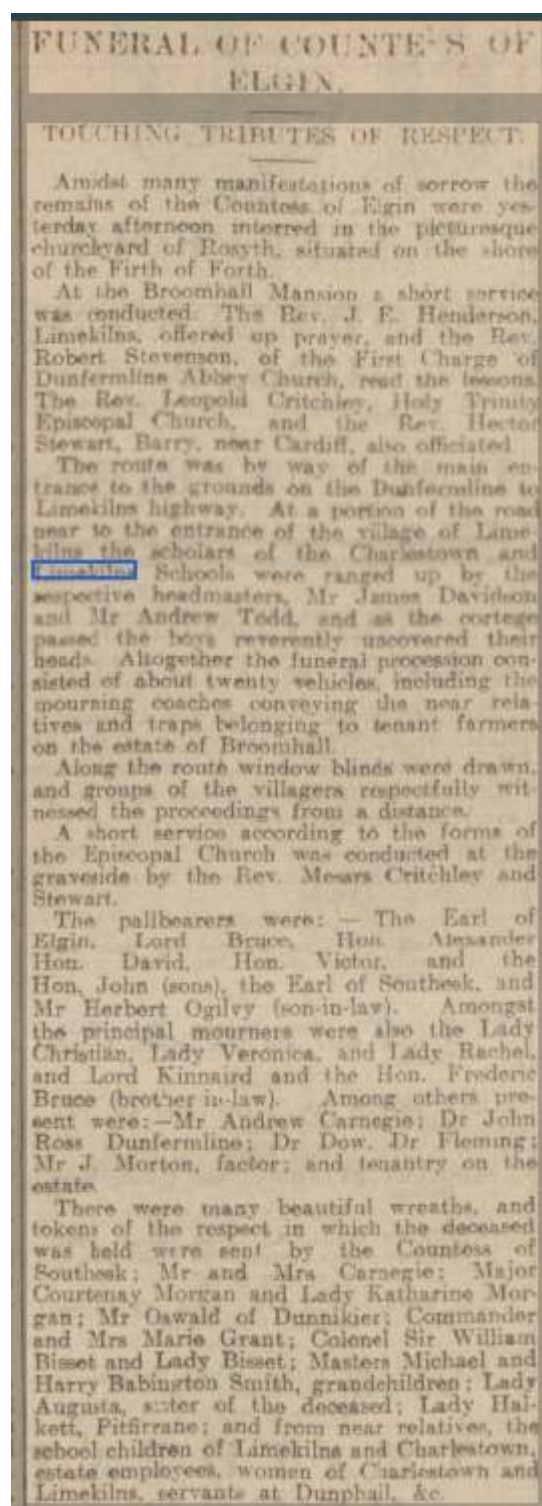 FUNERAL OF COUNTE-S OF
ELGIN.
TOUCHING TRIBUTES OF RESPECT.
Amidst many manifestations of sorrow the
remains of the Countess of Elgin were yes-
terday afternoon interred in the picturesque
churchyard of Rosyth, situated on the shore
of the Firth of Forth.
At the Broomhall Mansion a short service
was conducted. The Rev. J. E. Henderson,
Limekilns, offered up prayer, and the Rev.
Robert Stevenson, of the First Charge of
Dunfermline Abbey Church, read the lessons.
The Rev. Leopold Critchley, Holy Trinity
Episcopal Church, and the Rev. Hector
Stewart, Barry, near Cardiff, also officiated.
The route was by way of the main en-
trance to the grounds on the Dunfermline to
Limekilns highway. At a portion of the road
near to the entrance of the village of Lime-
kilns the scholars of the Charlestown and
Limekilns Schools were ranged up by the
respective headmasters, Mr James Davidson
and Mr Andrew Todd, and as the cortege
passed the boys reverently uncovered their
heads. Altogether the funeral procession con-
sisted of about twenty vehicles, including the
mourning coaches conveying the near rela-
tives and traps belonging to tenant farmers
on the estate of Broomhall.
Along the route window blinds were drawn,
and groups of the villagers respectfully wit-
nessed the proceedings from a distance.
A short service according to the forms of
the Episcopal Church was conducted at the
graveside by the Rev. Messrs Critchley and
Stewart.
The pallbearers were: — The Earl of
Elgin, Lord Bruce, Hon. Alexander
Hon. David, Hon. Victor, and the
Hon. John (sons), the Earl of Southesk, and
Mr Herbert Ogilvy (son-in-law). Amongst
the principal mourners were also the Lady
Christian, Lady Veronica, and Lady Rachel,
and Lord Kinnaird and the Hon. Frederic
Bruce (brother-in-law). Among others pre-
sent were:—Mr Andrew Carnegie; Dr John
Ross Dunfermline; Dr Dow, Dr Fleming;
Mr J. Morton, factor; and tenantry on the
estate.
There were many beautiful wreaths, and
tokens of the respect in which the deceased
was held were sent by the Countess of
Southesk; Mr and Mrs Carnegie; Major
Courtenay Morgan and Lady Katharine Mor-
gan; Mr Oswald of Dunnikier; Commander
and Mrs Marie Grant; Colonel Sir William
Bisset and Lady Bisset; Masters Michael and
Harry Babington Smith, grandchildren; Lady
Augusta, sister of the deceased; Lady Hal-
kett, Pitfirrane; and from near relatives, the
school children of Limekilns and Charlestown,
estate employees, women of Charlestown and
Limekilns, servants at Dunphail, &c.